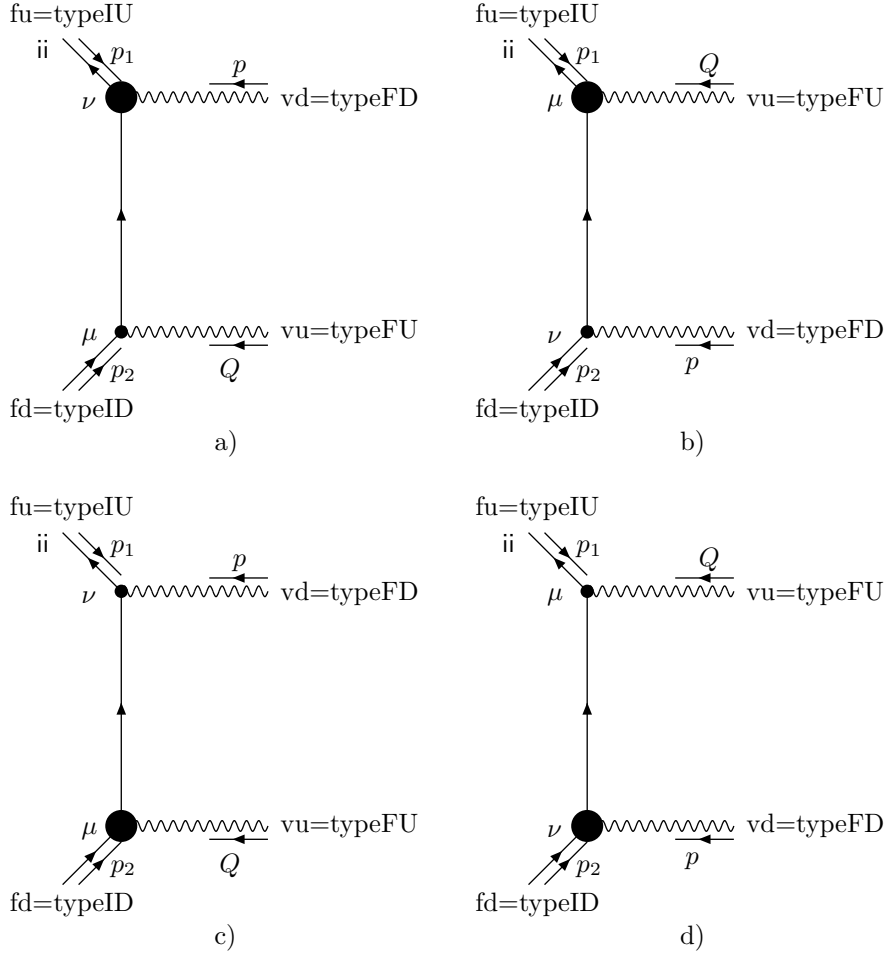 fu=typeIU
ii
p₁
p
ν
vd=typeFD
μ
vu=typeFU
p₂
Q
fd=typeID
a)
fu=typeIU
ii
p₁
Q
μ
vu=typeFU
ν
vd=typeFD
p₂
p
fd=typeID
b)
fu=typeIU
ii
p₁
p
ν
vd=typeFD
μ
vu=typeFU
p₂
Q
fd=typeID
c)
fu=typeIU
ii
p₁
Q
μ
vu=typeFU
ν
vd=typeFD
p₂
p
fd=typeID
d)